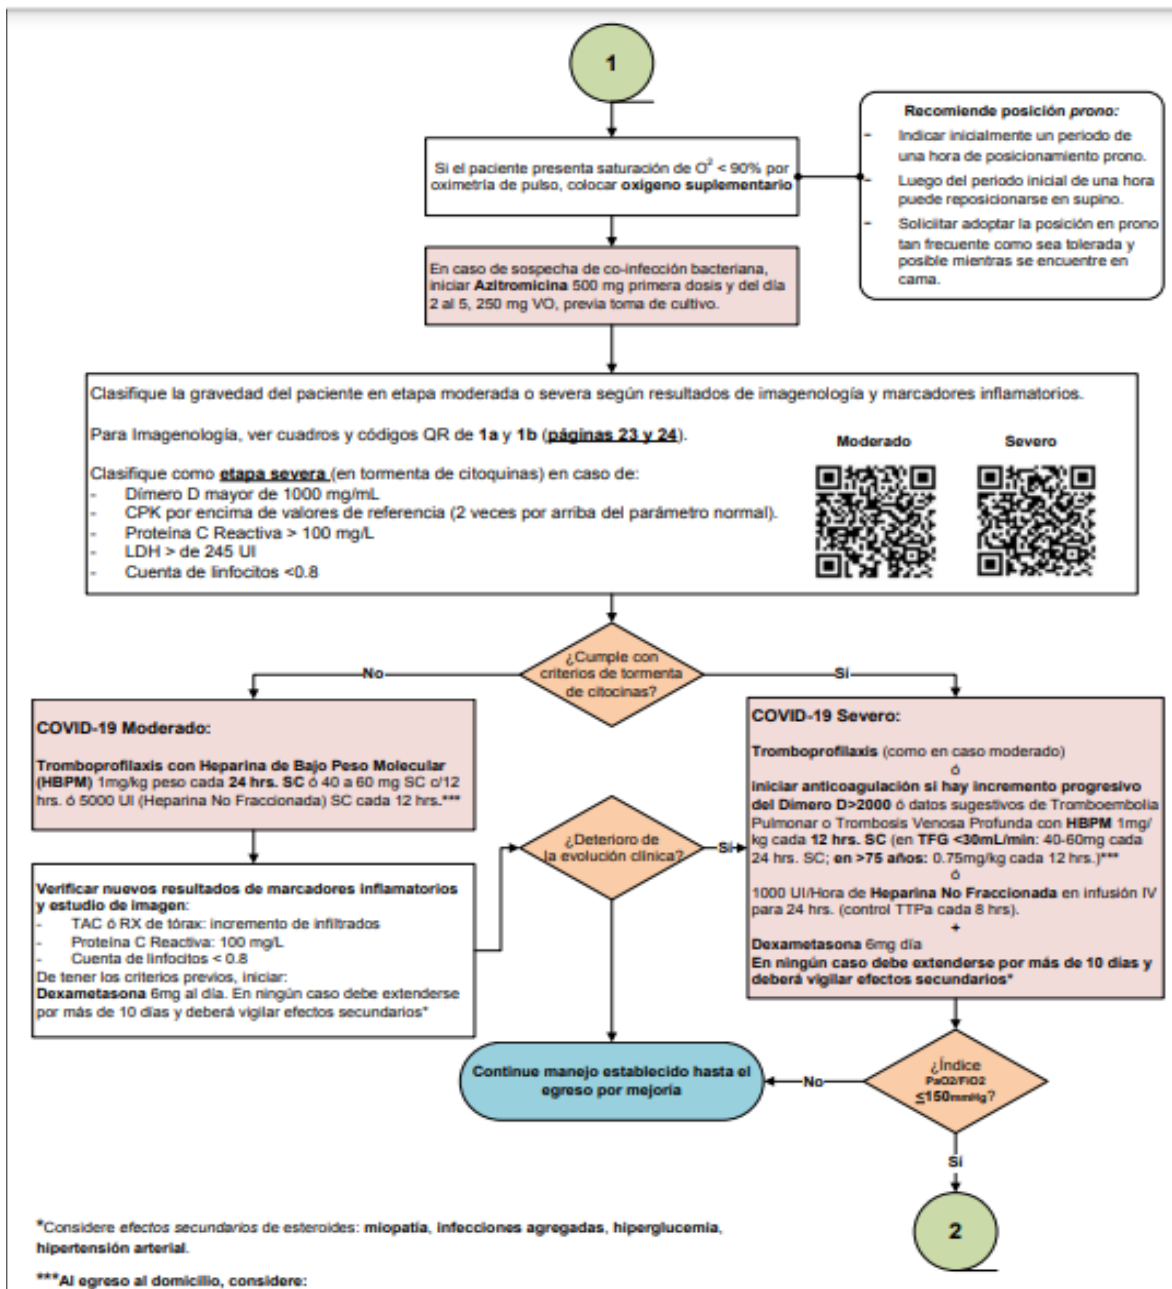 1
Si el paciente presenta saturación de O2 < 90% por
oximetría de pulso, colocar oxigeno suplementario
Recomiende posición prono:
- Indicar inicialmente un periodo de
una hora de posicionamiento prono.
- Luego del periodo inicial de una hora
puede reposicionarse en supino.
- Soliciitar adoptar la posición en prono
tan frecuente como sea tolerada y
posible mientras se encuentre en
cama.
En caso de sospecha de co-infección bacteriana,
iniciar Azitromicina 500 mg primera dosis y del día
2 al 5, 250 mg VO, previa toma de cultivo.
Clasifique la gravedad del paciente en etapa moderada o severa según resultados de imagenología y marcadores inflamatorios.
Para Imagenología, ver cuadros y códigos QR de 1a y 1b (páginas 23 y 24).
Clasifique como etapa severa (en tormenta de citoquinas) en caso de:
- Dímero D mayor de 1000 mg/mL
- CPK por encima de valores de referencia (2 veces por arriba del parámetro normal).
- Proteína C Reactiva > 100 mg/L
- LDH > de 245 UI
- Cuenta de linfocitos <0.8
Moderado
Severo
¿Cumple con
criterios de tormenta
de citocinas?
No
Sí
COVID-19 Moderado:
Tromboprofilaxis con Heparina de Bajo Peso Molecular
(HBPM) 1mg/kg peso cada 24 hrs. SC ó 40 a 60 mg SC c/12
hrs. ó 5000 UI (Heparina No Fraccionada) SC cada 12 hrs.***
Verificar nuevos resultados de marcadores inflamatorios
y estudio de imagen:
- TAC ó RX de tórax: incremento de infiltrados
- Proteína C Reactiva: 100 mg/L
- Cuenta de linfocitos < 0.8
De tener los criterios previos, iniciar:
Dexametasona 6mg al día. En ningún caso debe extenderse
por más de 10 días y deberá vigilar efectos secundarios*
¿Deterioro de
la evolución clínica?
Sí
COVID-19 Severo:
Tromboprofilaxis (como en caso moderado)
ó
Iniciar anticoagulación si hay incremento progresivo
del Dímero D>2000 ó datos sugestivos de Tromboembolia
Pulmonar o Trombosis Venosa Profunda con HBPM 1mg/
kg cada 12 hrs. SC (en TFG <30mL/min: 40-60mg cada
24 hrs. SC; en >75 años: 0.75mg/kg cada 12 hrs.)***
ó
1000 UI/Hora de Heparina No Fraccionada en infusión IV
para 24 hrs. (control TTPa cada 8 hrs).
+
Dexametasona 6mg día
En ningún caso debe extenderse por más de 10 días y
deberá vigilar efectos secundarios*
Continue manejo establecido hasta el
egreso por mejoría
No
¿Índice
PaO2/FiO2
≤150mmHg?
Sí
2
*Considere efectos secundarios de esteroides: miopatía, infecciones agregadas, hiperglucemia,
hipertensión arterial.
***Al egreso al domicilio, considere: